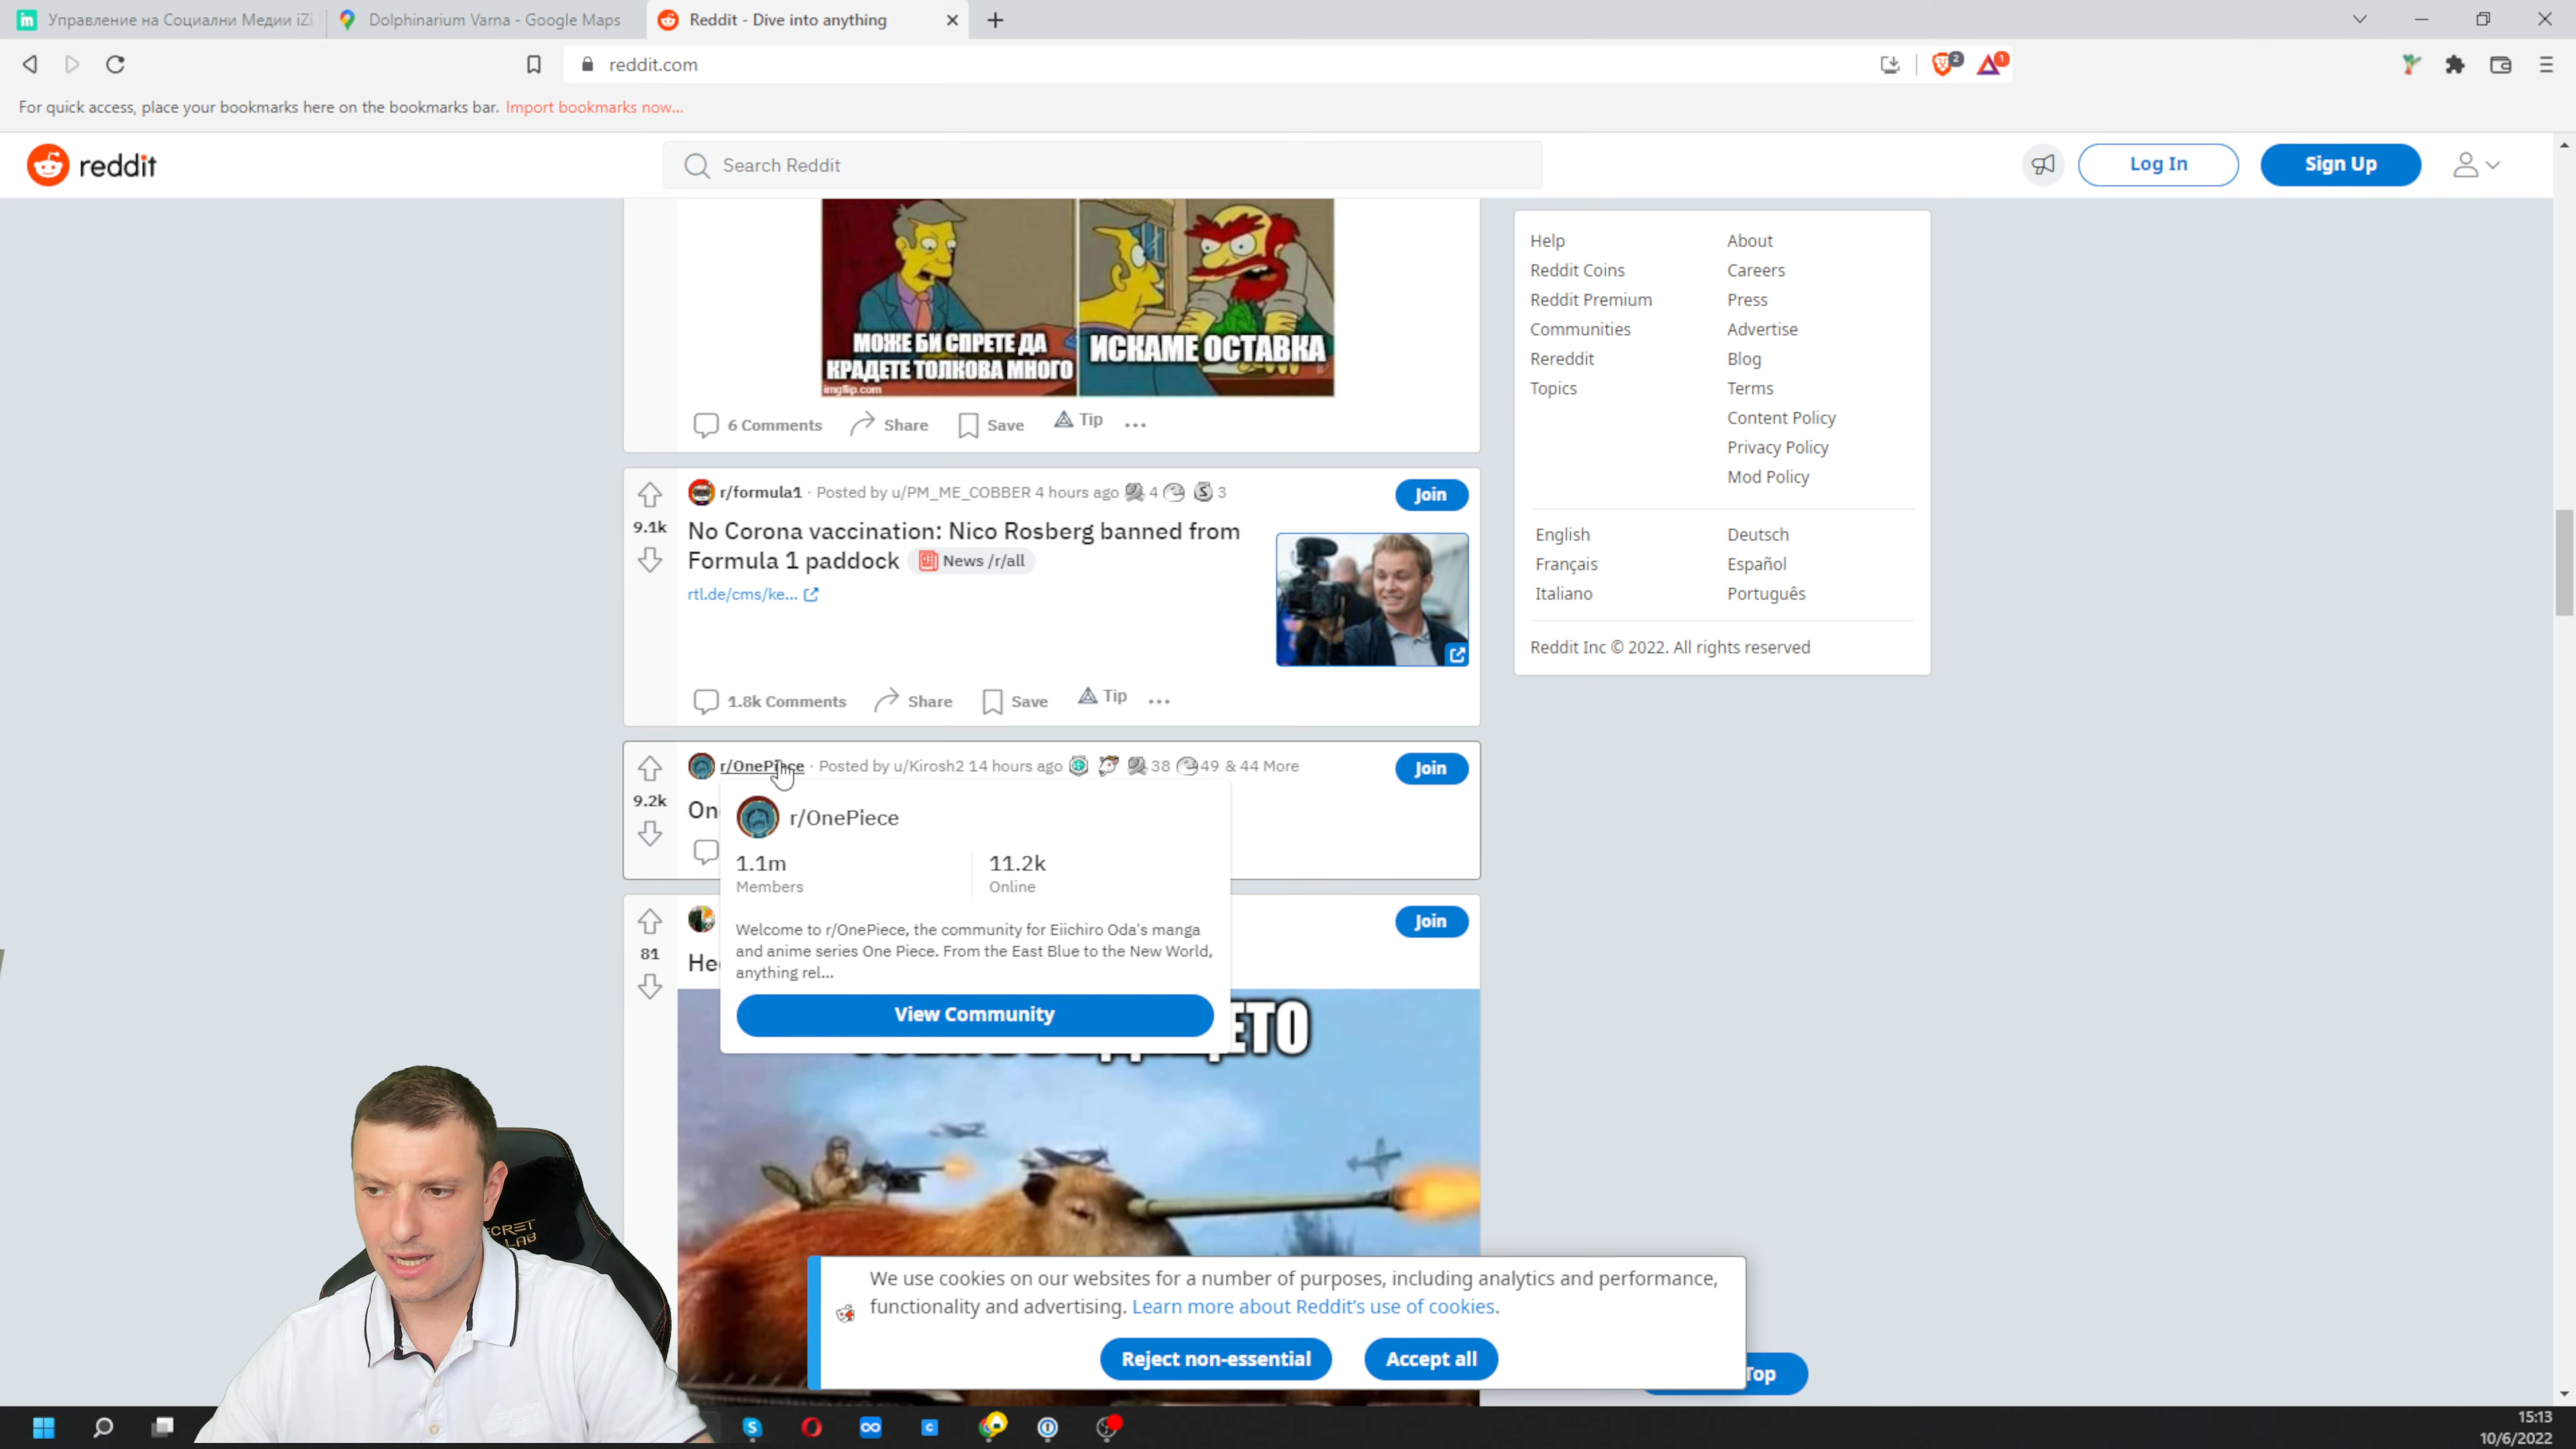 Управление на Социални Медии iZi
Dolphinarium Varna - Google Maps
Reddit - Dive into anything
reddit.com
2
1
For quick access, place your bookmarks here on the bookmarks bar. Import bookmarks now...
reddit
Search Reddit
Log In
Sign Up
МОЖЕ БИ СПРЕТЕ ДА
КРАДЕТЕ ТОЛКОВА МНОГО
ИСКАМЕ ОСТАВКА
imgflip.com
6 Comments Share Save Tip ...
r/formula1 · Posted by u/PM_ME_COBBER 4 hours ago 4 3
Join
9.1k
No Corona vaccination: Nico Rosberg banned from
Formula 1 paddock News /r/all
rtl.de/cms/ke...
1.8k Comments Share Save Tip ...
r/OnePiece · Posted by u/Kirosh2 14 hours ago 38 49 & 44 More
Join
9.2k
r/OnePiece
1.1m
Members
11.2k
Online
Welcome to r/OnePiece, the community for Eiichiro Oda's manga
and anime series One Piece. From the East Blue to the New World,
anything rel...
View Community
Join
81
Help
Reddit Coins
Reddit Premium
Communities
Rereddit
Topics
About
Careers
Press
Advertise
Blog
Terms
Content Policy
Privacy Policy
Mod Policy
English
Français
Italiano
Deutsch
Español
Português
Reddit Inc © 2022. All rights reserved
We use cookies on our websites for a number of purposes, including analytics and performance,
functionality and advertising. Learn more about Reddit's use of cookies.
Reject non-essential
Accept all
Top
15:13
10/6/2022